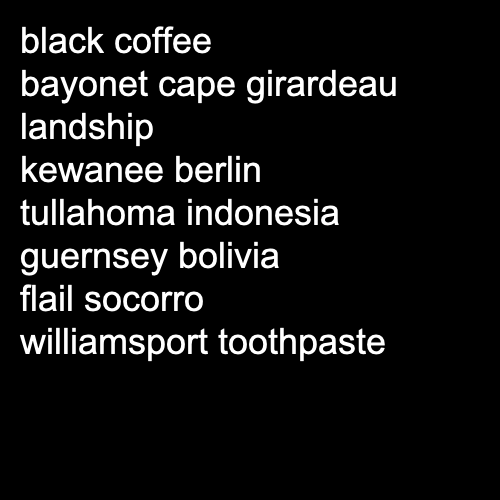 black coffee
bayonet cape girardeau
landship
kewanee berlin
tullahoma indonesia
guernsey bolivia
flail socorro
williamsport toothpaste